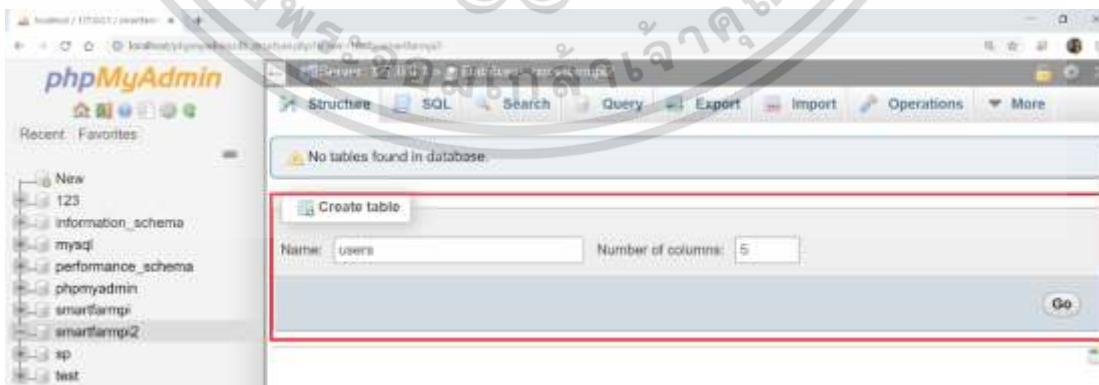 phpMyAdmin
Recent Favorites
New
123
information_schema
mysql
performance_schema
phpmyadmin
smartfarmpi
smartfarmpi2
sp
test
Structure SQL Search Query Export Import Operations More
No tables found in database.
Create table
Name: users Number of columns: 5
Go